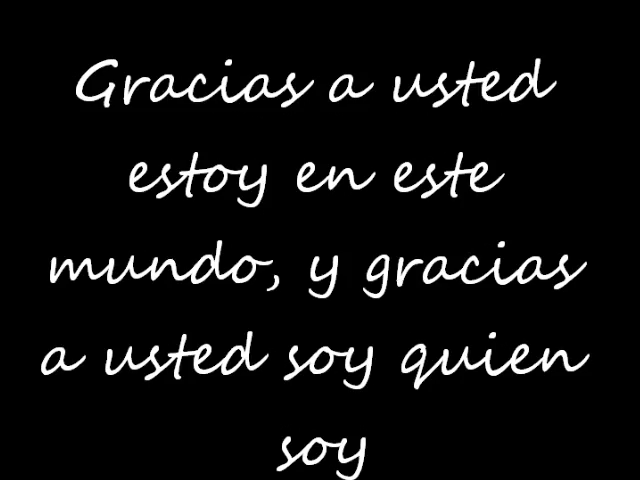 Gracias a usted
estoy en este
mundo, y gracias
a usted soy quien
soy